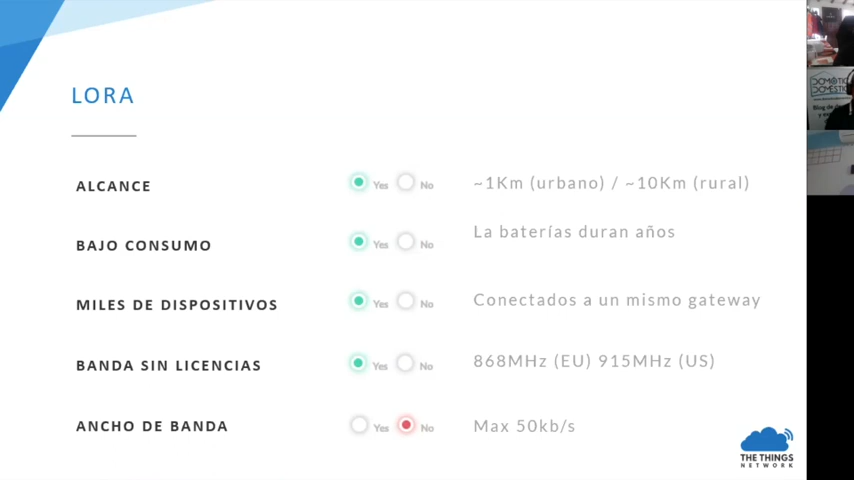 LORA
ALCANCE Yes No ~1Km (urbano) / ~10Km (rural)
BAJO CONSUMO Yes No La baterías duran años
MILES DE DISPOSITIVOS Yes No Conectados a un mismo gateway
BANDA SIN LICENCIAS Yes No 868MHz (EU) 915MHz (US)
ANCHO DE BANDA Yes No Max 50kb/s
THE THINGS
NETWORK